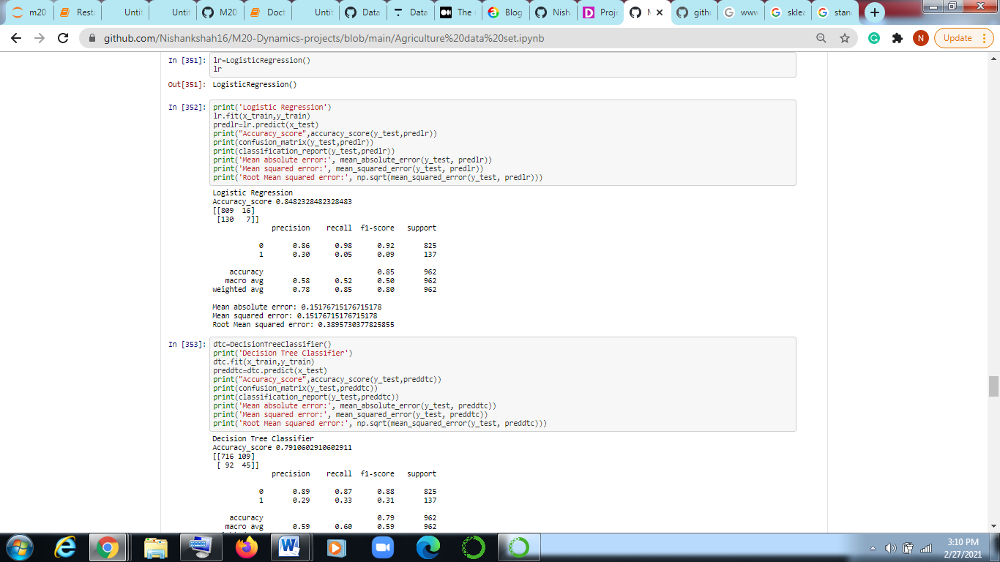 m20
Resta
Untit
Untit
M20
Doct
Untit
Data
Data
The
Blog
Nish
Proje
M
githu
www
sklea
stand
github.com/Nishankshah16/M20-Dynamics-projects/blob/main/Agriculture%20data%20set.ipynb
N
Update
In [351]: lr=LogisticRegression()
lr
Out[351]: LogisticRegression()
In [352]: print('Logistic Regression')
lr.fit(x_train,y_train)
predlr=lr.predict(x_test)
print("Accuracy_score",accuracy_score(y_test,predlr))
print(confusion_matrix(y_test,predlr))
print(classification_report(y_test,predlr))
print('Mean absolute error:', mean_absolute_error(y_test, predlr))
print('Mean squared error:', mean_squared_error(y_test, predlr))
print('Root Mean squared error:', np.sqrt(mean_squared_error(y_test, predlr)))
Logistic Regression
Accuracy_score 0.8482328482328483
[[809 16]
[130 7]]
precision recall f1-score support
0 0.86 0.98 0.92 825
1 0.30 0.05 0.09 137
accuracy 0.85 962
macro avg 0.58 0.52 0.50 962
weighted avg 0.78 0.85 0.80 962
Mean absolute error: 0.15176715176715178
Mean squared error: 0.15176715176715178
Root Mean squared error: 0.3895730377825855
In [353]: dtc=DecisionTreeClassifier()
print('Decision Tree Classifier')
dtc.fit(x_train,y_train)
preddtc=dtc.predict(x_test)
print("Accuracy_score",accuracy_score(y_test,preddtc))
print(confusion_matrix(y_test,preddtc))
print(classification_report(y_test,preddtc))
print('Mean absolute error:', mean_absolute_error(y_test, preddtc))
print('Mean squared error:', mean_squared_error(y_test, preddtc))
print('Root Mean squared error:', np.sqrt(mean_squared_error(y_test, preddtc)))
Decision Tree Classifier
Accuracy_score 0.7910602910602911
[[716 109]
[ 92 45]]
precision recall f1-score support
0 0.89 0.87 0.88 825
1 0.29 0.33 0.31 137
accuracy 0.79 962
macro avg 0.59 0.60 0.59 962
3:10 PM
2/27/2021